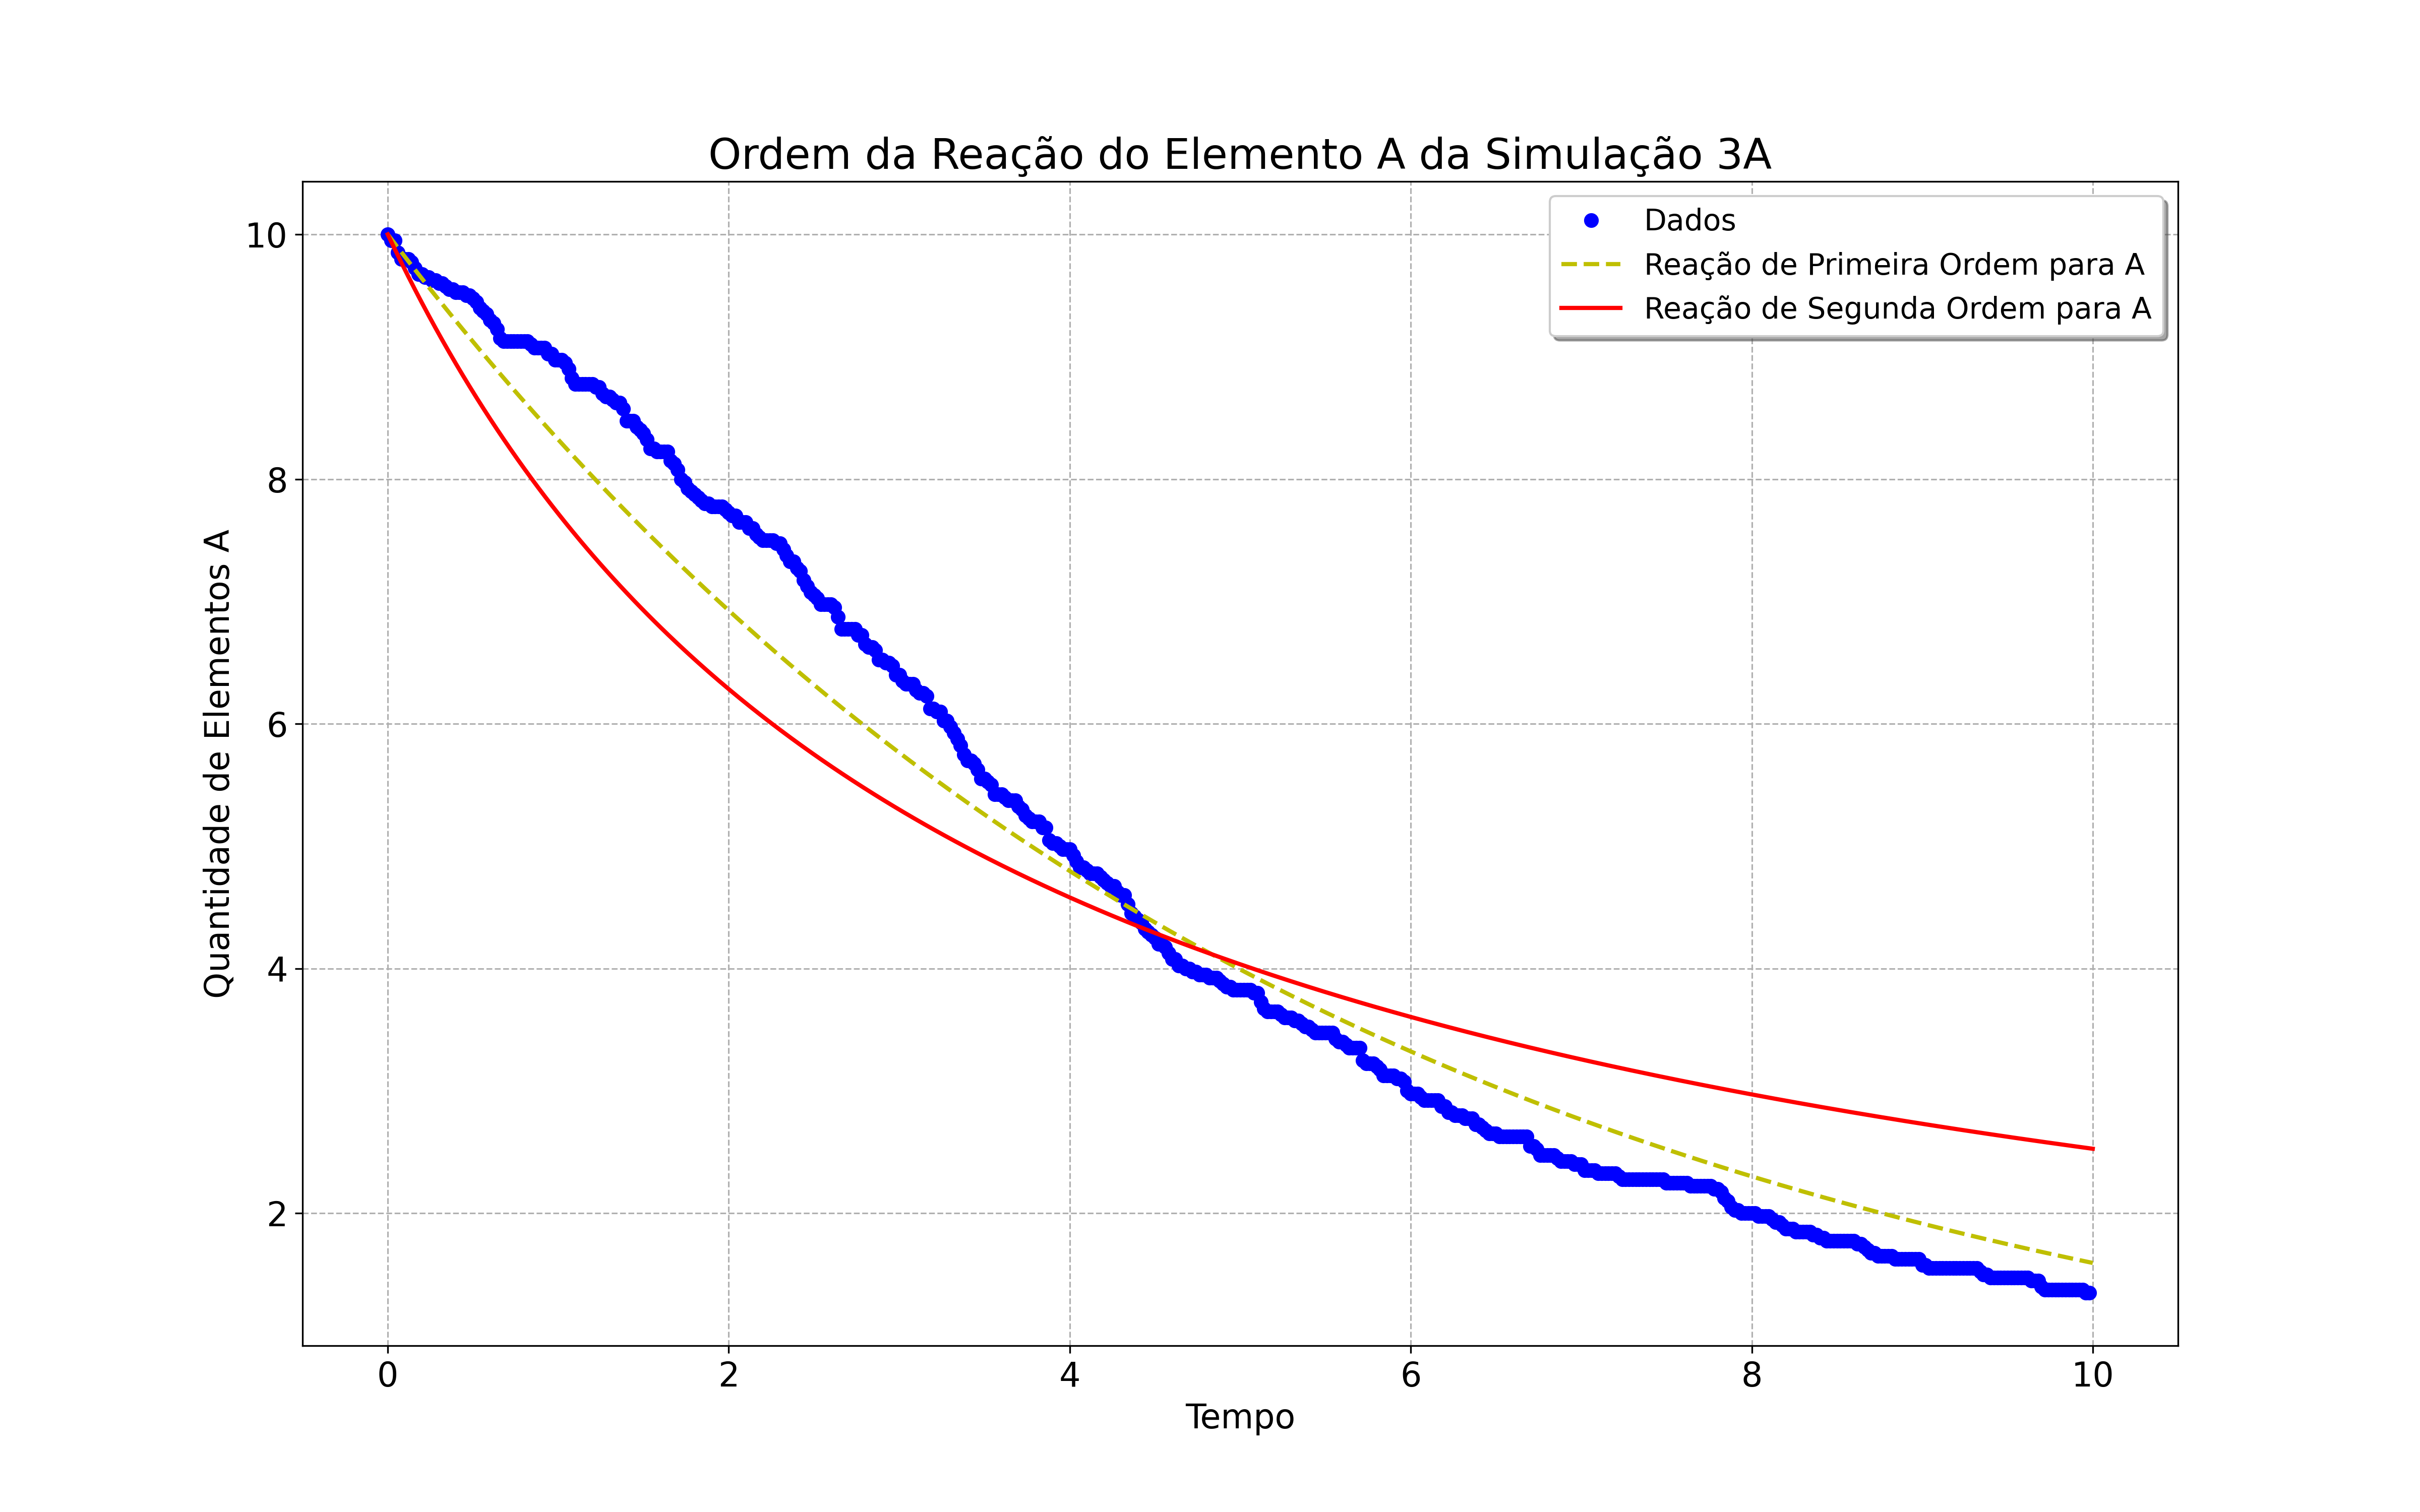 Ordem da Reação do Elemento A da Simulação 3A
Dados
Reação de Primeira Ordem para A
Reação de Segunda Ordem para A
Quantidade de Elementos A
10
8
6
4
2
0 2 4 6 8 10
Tempo